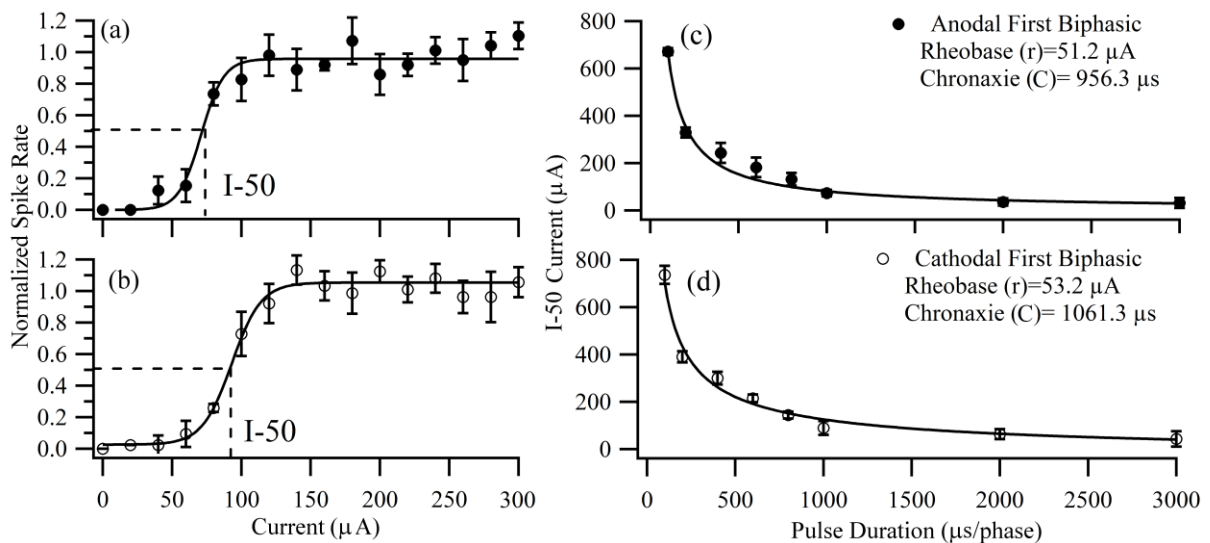 (a)
1.2
1.0
0.8
0.6
0.4
0.2
0.0
I-50
(b)
1.2
1.0
0.8
0.6
0.4
0.2
0.0
I-50
0
50
100
150
200
250
300
Current (μA)
Normalized Spike Rate
(c)
Anodal First Biphasic
Rheobase (r)=51.2 μA
Chronaxie (C)= 956.3 μs
800
600
400
200
0
(d)
Cathodal First Biphasic
Rheobase (r)=53.2 μA
Chronaxie (C)= 1061.3 μs
800
600
400
200
0
0
500
1000
1500
2000
2500
3000
Pulse Duration (μs/phase)
I-50 Current (μA)